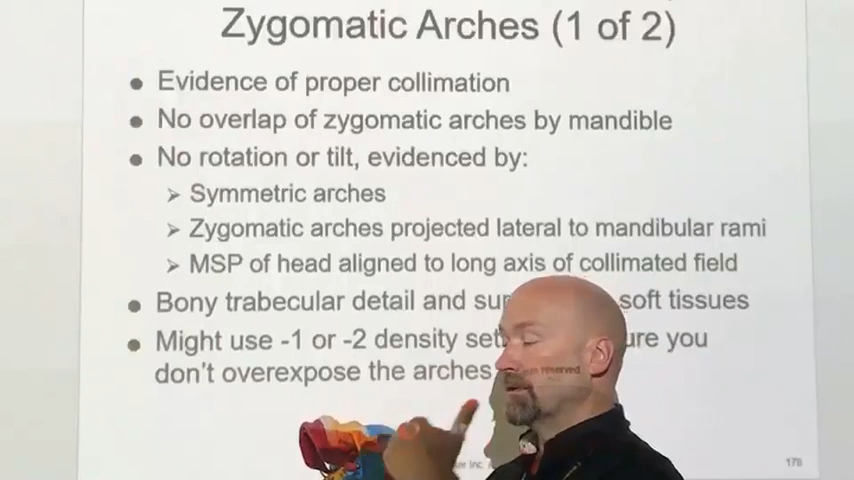 Zygomatic Arches (1 of 2)
• Evidence of proper collimation
• No overlap of zygomatic arches by mandible
• No rotation or tilt, evidenced by:
➢ Symmetric arches
➢ Zygomatic arches projected lateral to mandibular rami
➢ MSP of head aligned to long axis of collimated field
• Bony trabecular detail and soft tissues
• Might use -1 or -2 density you
don't overexpose the arches
reserved
Inc.
178